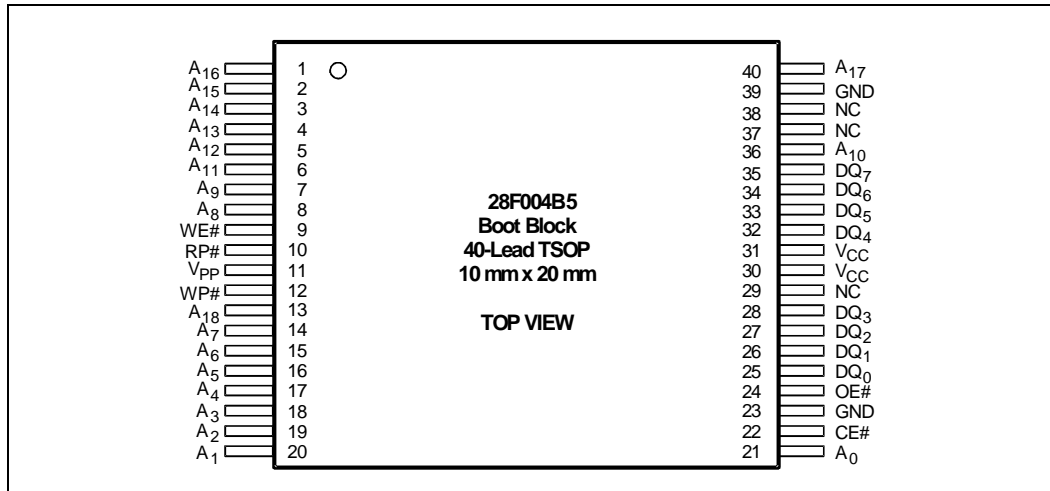 A16 1 40 A17
A15 2 39 GND
A14 3 38 NC
A13 4 37 NC
A12 5 36 A10
A11 6 35 DQ7
A9 7 34 DQ6
A8 8 33 DQ5
WE# 9 32 DQ4
RP# 10 31 VCC
VPP 11 30 VCC
WP# 12 29 NC
A18 13 28 DQ3
A7 14 27 DQ2
A6 15 26 DQ1
A5 16 25 DQ0
A4 17 24 OE#
A3 18 23 GND
A2 19 22 CE#
A1 20 21 A0
28F004B5
Boot Block
40-Lead TSOP
10 mm x 20 mm
TOP VIEW